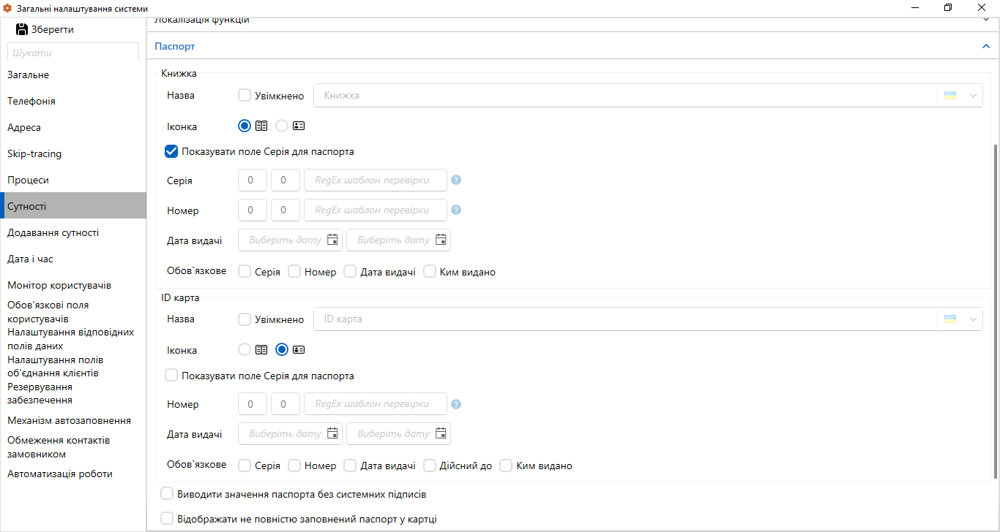 Загальні налаштування системи
Зберегти
Шукати
Загальне
Телефонія
Адреса
Skip-tracing
Процеси
Сутності
Додавання сутності
Дата і час
Монітор користувачів
Обов'язкові поля
користувачів
Налаштування відповідних
полів даних
Налаштування полів
об'єднання клієнтів
Резервування
забезпечення
Механізм автозаповнення
Обмеження контактів
замовником
Автоматизація роботи
Локалізація функцій
Паспорт
Книжка
Назва Увімкнено Книжка
Іконка
Показувати поле Серія для паспорта
Серія 0 0 RegEx шаблон перевірки ?
Номер 0 0 RegEx шаблон перевірки ?
Дата видачі Виберіть дату Виберіть дату
Обов`язкове Серія Номер Дата видачі Ким видано
ID карта
Назва Увімкнено ID карта
Іконка
Показувати поле Серія для паспорта
Номер 0 0 RegEx шаблон перевірки ?
Дата видачі Виберіть дату Виберіть дату
Обов`язкове Серія Номер Дата видачі Дійсний до Ким видано
Виводити значення паспорта без системних підписів
Відображати не повністю заповнений паспорт у картці